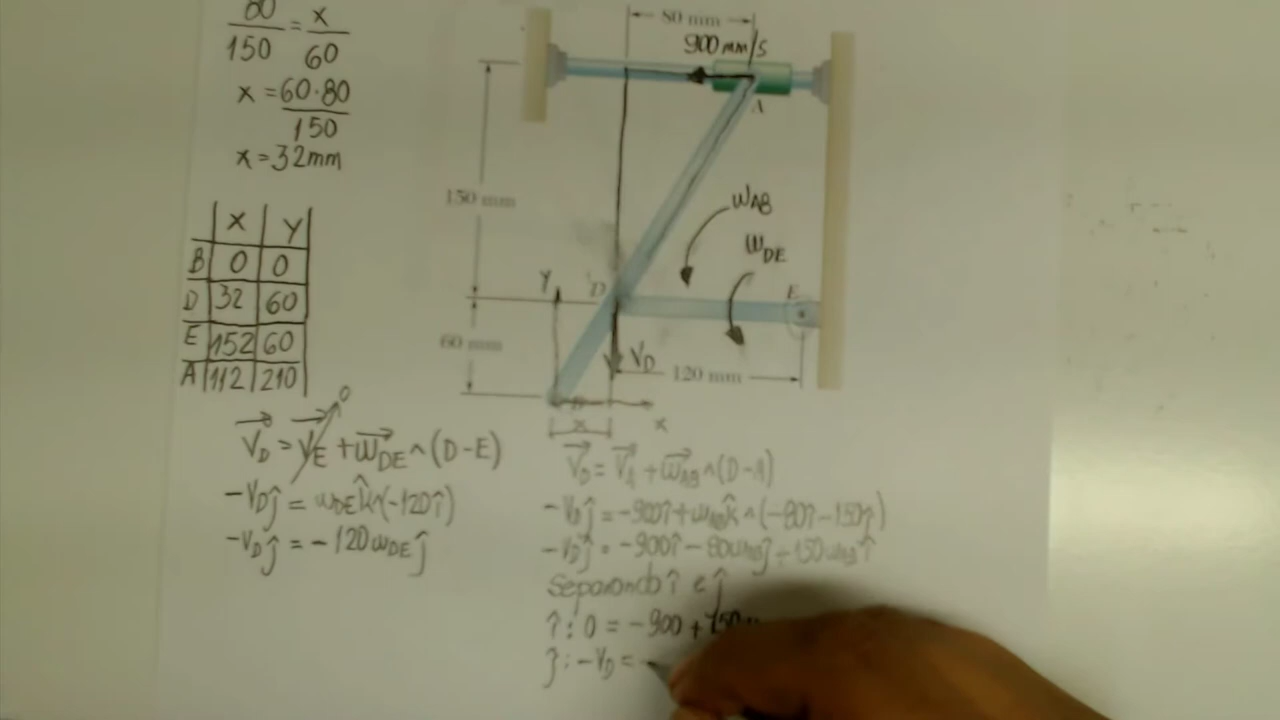 80/150 = x/60
x = 60·80/150
x = 32mm
X Y
B 0 0
D 32 60
E 152 60
A 112 210
V_D = V_E + ω_DE ^ (D-E)
0
-V_D ĵ = ω_DE k̂ ^ (-120 î)
-V_D ĵ = -120 ω_DE ĵ
80 mm
900 mm/s
A
150 mm
ω_AB
ω_DE
Y
D
E
60 mm
V_D
120 mm
B
x
x
V_D = V_A + ω_AB ^ (D-A)
-V_D ĵ = -900 î + ω_AB k̂ ^ (-80 î - 150 ĵ)
-V_D ĵ = -900 î - 80 ω_AB ĵ + 150 ω_AB î
Separando î e ĵ
î: 0 = -900 + 150
ĵ: -V_D = -